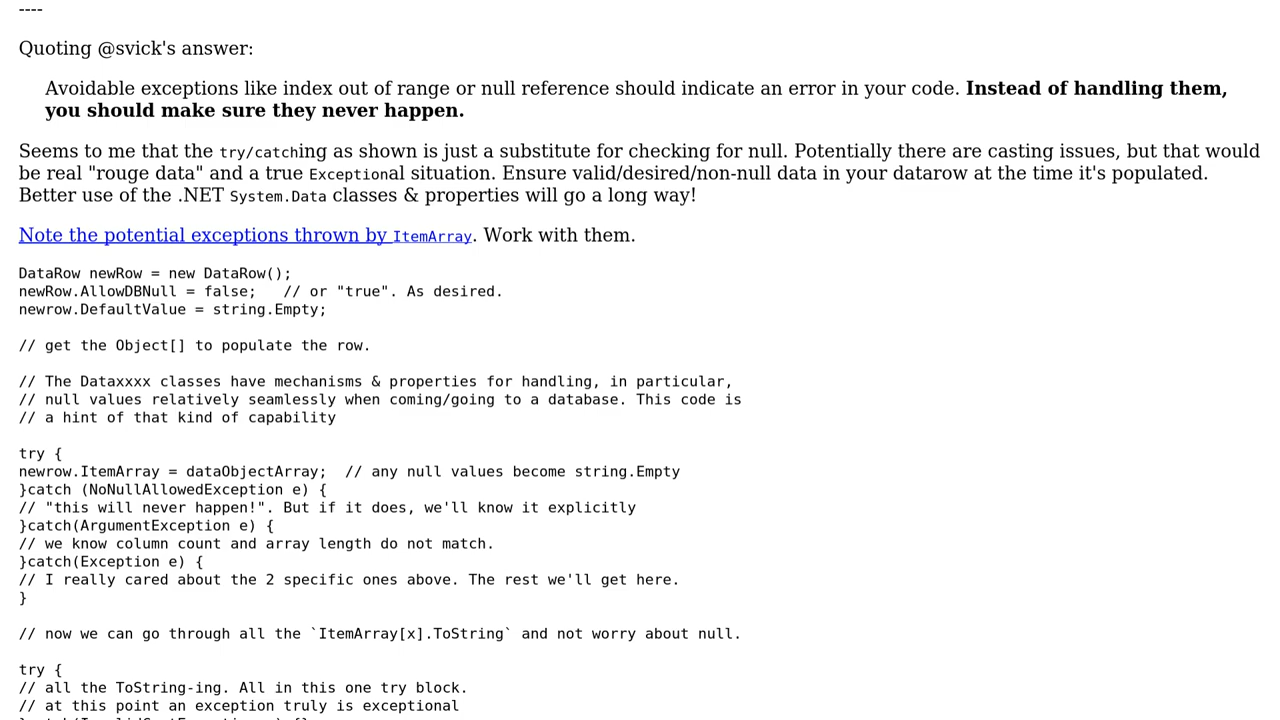 ----
Quoting @svick's answer:
Avoidable exceptions like index out of range or null reference should indicate an error in your code. Instead of handling them,
you should make sure they never happen.
Seems to me that the try/catching as shown is just a substitute for checking for null. Potentially there are casting issues, but that would
be real "rouge data" and a true Exceptional situation. Ensure valid/desired/non-null data in your datarow at the time it's populated.
Better use of the .NET System.Data classes & properties will go a long way!
Note the potential exceptions thrown by ItemArray. Work with them.
DataRow newRow = new DataRow();
newRow.AllowDBNull = false;   // or "true". As desired.
newrow.DefaultValue = string.Empty;
// get the Object[] to populate the row.
// The Dataxxxx classes have mechanisms & properties for handling, in particular,
// null values relatively seamlessly when coming/going to a database. This code is
// a hint of that kind of capability
try {
newrow.ItemArray = dataObjectArray;  // any null values become string.Empty
}catch (NoNullAllowedException e) {
// "this will never happen!". But if it does, we'll know it explicitly
}catch(ArgumentException e) {
// we know column count and array length do not match.
}catch(Exception e) {
// I really cared about the 2 specific ones above. The rest we'll get here.
}
// now we can go through all the `ItemArray[x].ToString` and not worry about null.
try {
// all the ToString-ing. All in this one try block.
// at this point an exception truly is exceptional